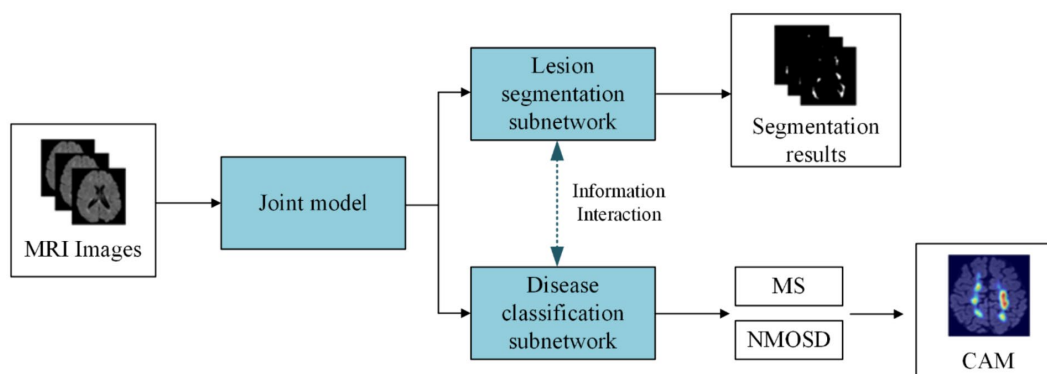 MRI Images
Joint model
Lesion
segmentation
subnetwork
Segmentation
results
Information
Interaction
Disease
classification
subnetwork
MS
NMOSD
CAM